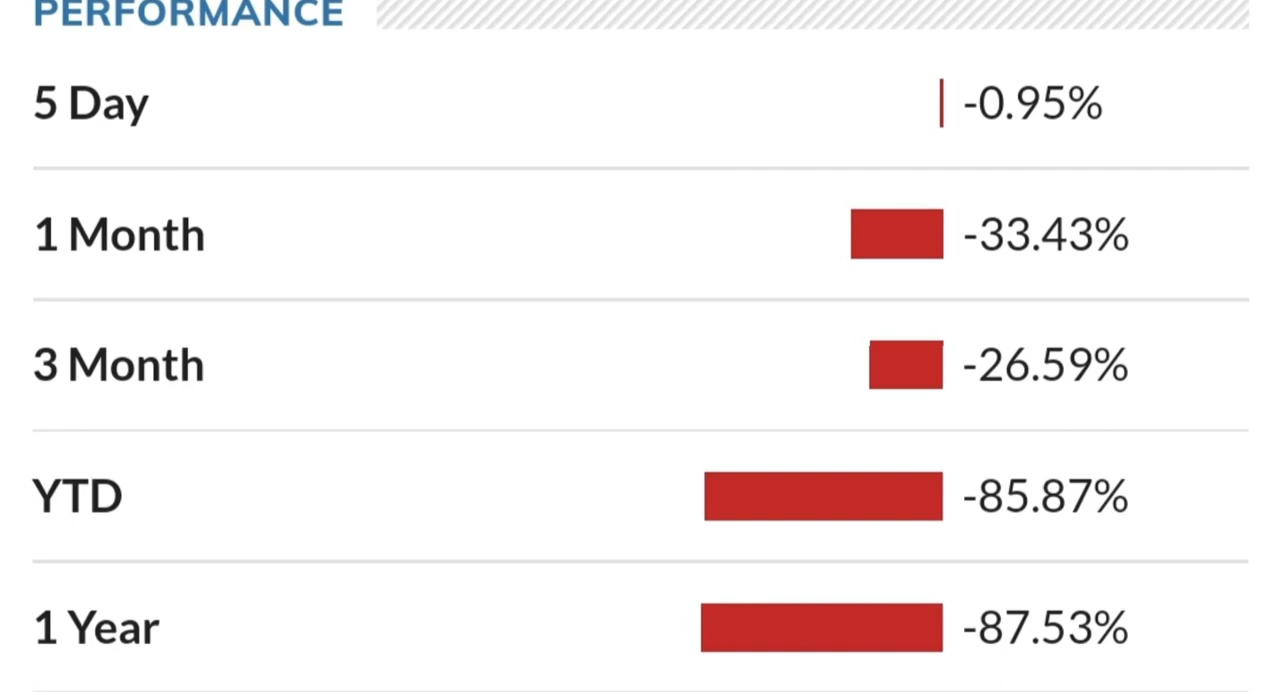 PERFORMANCE
5 Day -0.95%
1 Month -33.43%
3 Month -26.59%
YTD -85.87%
1 Year -87.53%